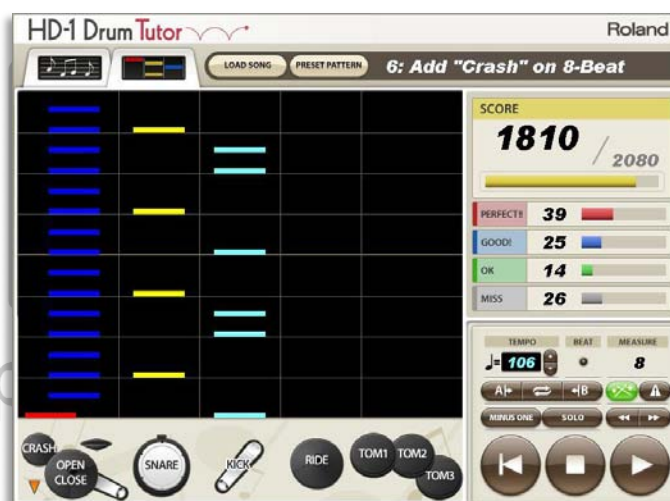 HD-1 Drum Tutor
Roland
LOAD SONG
PRESET PATTERN
6: Add "Crash" on 8-Beat
SCORE
1810 / 2080
PERFECT!! 39
GOOD! 25
OK 14
MISS 26
TEMPO BEAT MEASURE
♩= 106 8
A B
MINUS ONE SOLO
CRASH
OPEN
CLOSE
SNARE
KICK
RIDE
TOM1
TOM2
TOM3